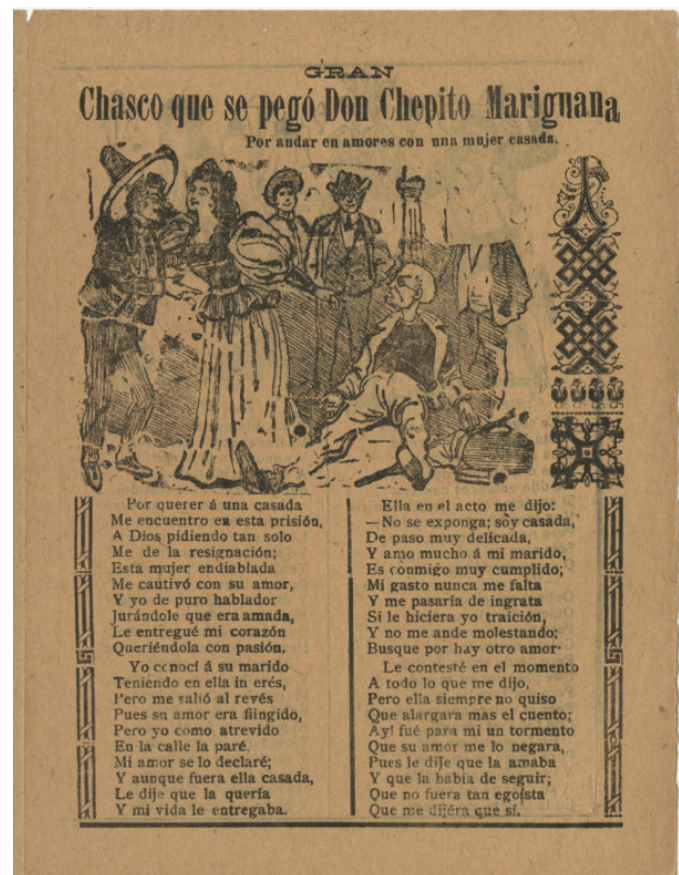 GRAN
Chasco que se pegó Don Chepito Mariguana
Por andar en amores con una mujer casada.
Por querer á una casada
Me encuentro en esta prisión,
A Dios pidiendo tan solo
Me de la resignación;
Esta mujer endiablada
Me cautivó con su amor,
Y yo de puro hablador
Jurándole que era amada,
Le entregué mi corazón
Queriéndola con pasión.
Yo conocí á su marido
Teniendo en ella in erés,
Pero me salió al revés
Pues su amor era fiingido,
Pero yo como atrevido
En la calle la paré,
Mi amor se lo declaré;
Y aunque fuera ella casada,
Le dije que la quería
Y mi vida le entregaba.
Ella en el acto me dijo:
—No se exponga; soy casada,
De paso muy delicada,
Y amo mucho á mi marido,
Es conmigo muy cumplido;
Mi gasto nunca me falta
Y me pasaría de ingrata
Si le hiciera yo traición,
Y no me ande molestando;
Busque por hay otro amor·
Le contesté en el momento
A todo lo que me dijo,
Pero ella siempre no quiso
Que alargara mas el cuento;
Ay! fué para mi un tormento
Que su amor me lo negara,
Pues le dije que la amaba
Y que la había de seguir;
Que no fuera tan egoísta
Que me dijéra que sí.